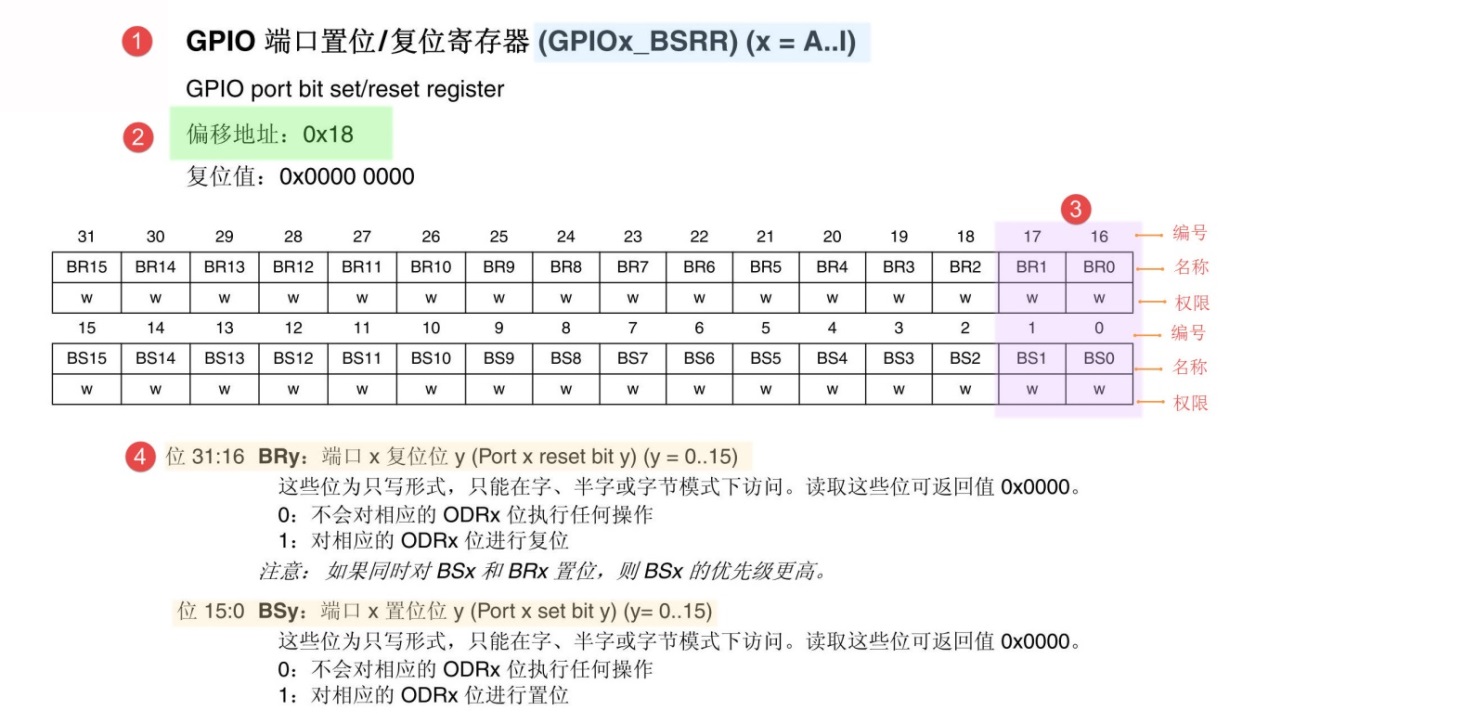 1 GPIO 端口置位/复位寄存器 (GPIOx_BSRR) (x = A..I)
GPIO port bit set/reset register
2 偏移地址：0x18
复位值：0x0000 0000
3
31 30 29 28 27 26 25 24 23 22 21 20 19 18 17 16 编号
BR15 BR14 BR13 BR12 BR11 BR10 BR9 BR8 BR7 BR6 BR5 BR4 BR3 BR2 BR1 BR0 名称
w w w w w w w w w w w w w w w w 权限
15 14 13 12 11 10 9 8 7 6 5 4 3 2 1 0 编号
BS15 BS14 BS13 BS12 BS11 BS10 BS9 BS8 BS7 BS6 BS5 BS4 BS3 BS2 BS1 BS0 名称
w w w w w w w w w w w w w w w w 权限
4 位 31:16 BRy：端口 x 复位位 y (Port x reset bit y) (y = 0..15)
这些位为只写形式，只能在字、半字或字节模式下访问。读取这些位可返回值 0x0000。
0：不会对相应的 ODRx 位执行任何操作
1：对相应的 ODRx 位进行复位
注意： 如果同时对 BSx 和 BRx 置位，则 BSx 的优先级更高。
位 15:0 BSy：端口 x 置位位 y (Port x set bit y) (y= 0..15)
这些位为只写形式，只能在字、半字或字节模式下访问。读取这些位可返回值 0x0000。
0：不会对相应的 ODRx 位执行任何操作
1：对相应的 ODRx 位进行置位